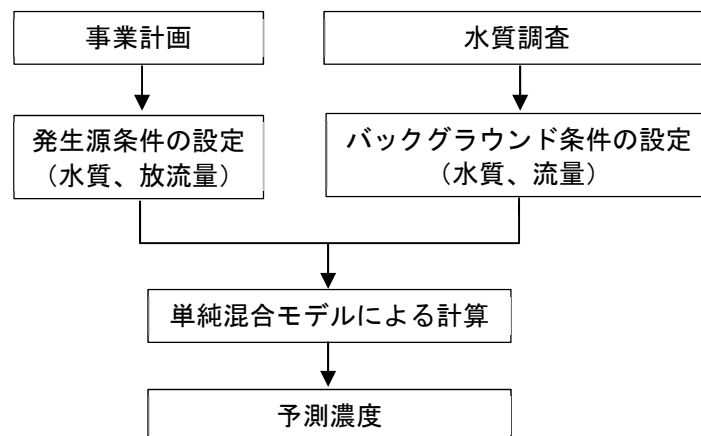 事業計画
水質調査
発生源条件の設定
（水質、放流量）
バックグラウンド条件の設定
（水質、流量）
単純混合モデルによる計算
予測濃度